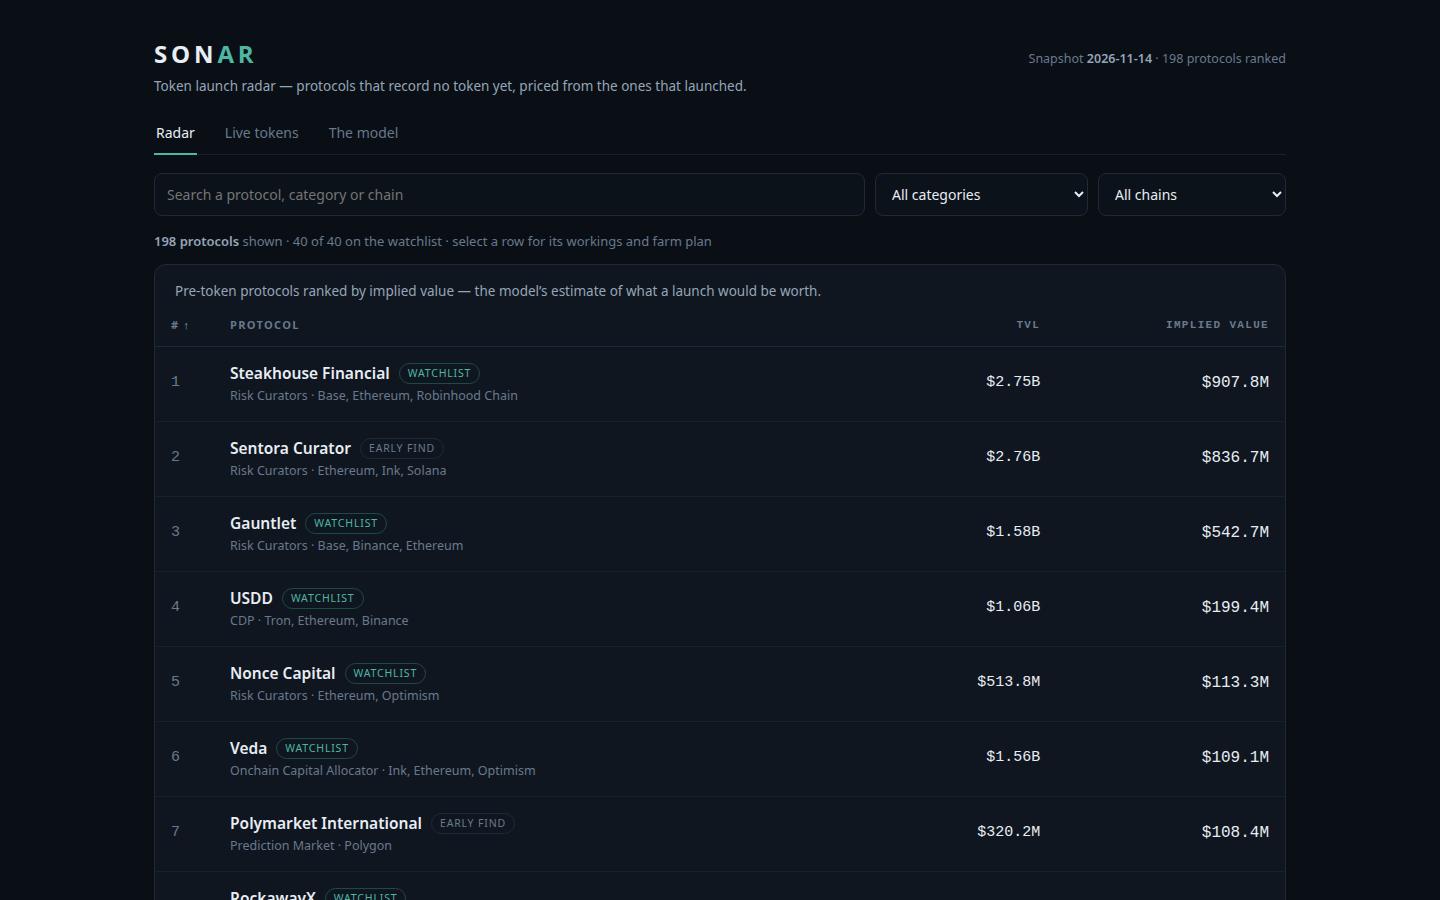 SONAR
Snapshot 2026-11-14 · 198 protocols ranked
Token launch radar — protocols that record no token yet, priced from the ones that launched.
Radar Live tokens The model
Search a protocol, category or chain All categories All chains
198 protocols shown · 40 of 40 on the watchlist · select a row for its workings and farm plan
Pre-token protocols ranked by implied value — the model’s estimate of what a launch would be worth.
# ↑ PROTOCOL TVL IMPLIED VALUE
1 Steakhouse Financial WATCHLIST $2.75B $907.8M
Risk Curators · Base, Ethereum, Robinhood Chain
2 Sentora Curator EARLY FIND $2.76B $836.7M
Risk Curators · Ethereum, Ink, Solana
3 Gauntlet WATCHLIST $1.58B $542.7M
Risk Curators · Base, Binance, Ethereum
4 USDD WATCHLIST $1.06B $199.4M
CDP · Tron, Ethereum, Binance
5 Nonce Capital WATCHLIST $513.8M $113.3M
Risk Curators · Ethereum, Optimism
6 Veda WATCHLIST $1.56B $109.1M
Onchain Capital Allocator · Ink, Ethereum, Optimism
7 Polymarket International EARLY FIND $320.2M $108.4M
Prediction Market · Polygon
RockawayX WATCHLIST